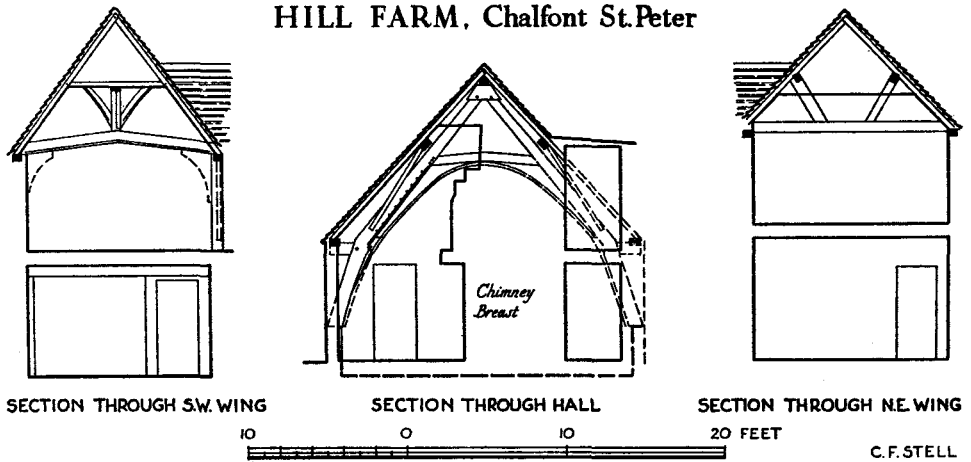 HILL FARM, Chalfont St. Peter
Chimney
Breast
SECTION THROUGH S.W. WING
SECTION THROUGH HALL
SECTION THROUGH N.E. WING
10 0 10 20 FEET
C.F. STELL